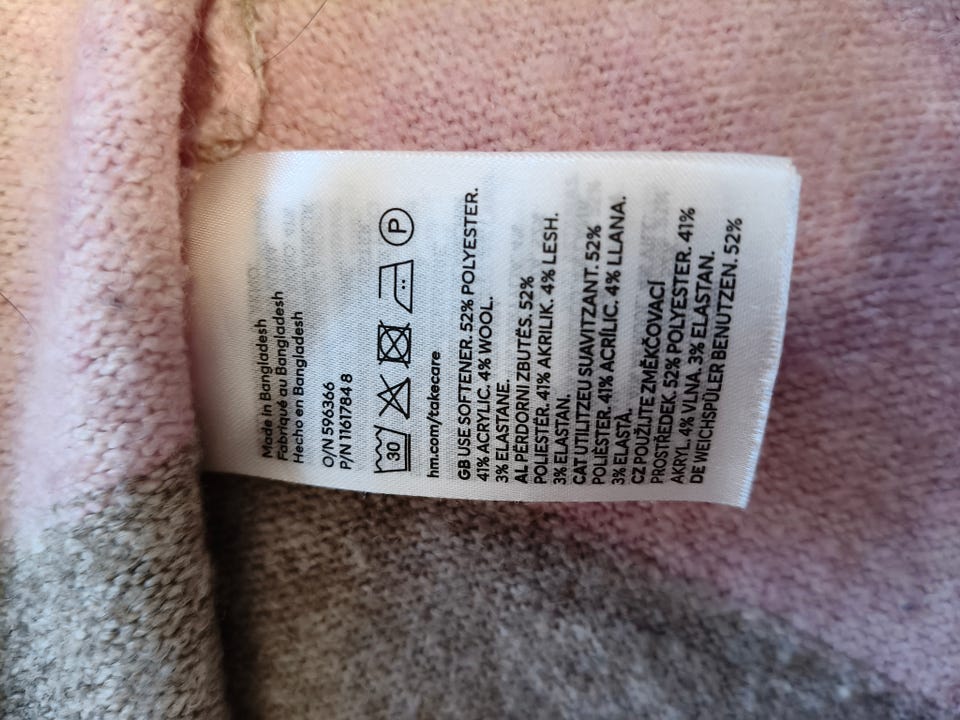 Made in Bangladesh
Fabriqué au Bangladesh
Hecho en Bangladesh
O/N 596366
P/N 1161784 8
30 P
hm.com/takecare
GB USE SOFTENER. 52% POLYESTER.
41% ACRYLIC. 4% WOOL.
3% ELASTANE.
AL PËRDORNI ZBUTËS. 52%
POLIESTËR. 41% AKRILIK. 4% LESH.
3% ELASTAN.
CAT UTILITZEU SUAVITZANT. 52%
POLIÈSTER. 41% ACRÍLIC. 4% LLANA.
3% ELASTÀ.
CZ POUŽIJTE ZMĚKČOVACÍ
PROSTŘEDEK. 52% POLYESTER. 41%
AKRYL. 4% VLNA. 3% ELASTAN.
DE WEICHSPÜLER BENUTZEN. 52%